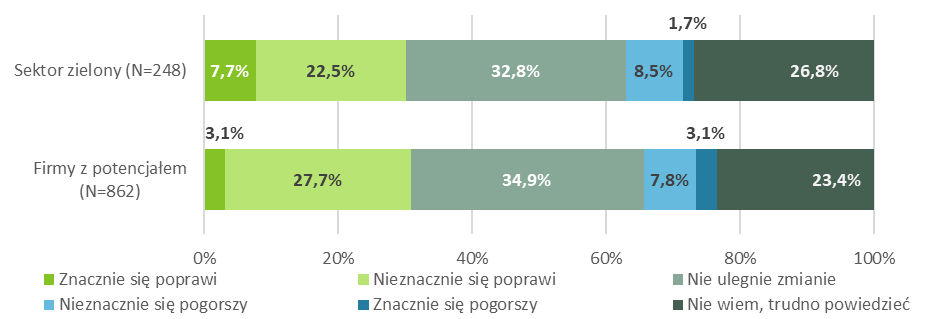 1,7%
Sektor zielony (N=248)
7,7% 22,5% 32,8% 8,5% 26,8%
3,1% 3,1%
Firmy z potencjałem
(N=862)
27,7% 34,9% 7,8% 23,4%
0% 20% 40% 60% 80% 100%
Znacznie się poprawi Nieznacznie się poprawi Nie ulegnie zmianie
Nieznacznie się pogorszy Znacznie się pogorszy Nie wiem, trudno powiedzieć